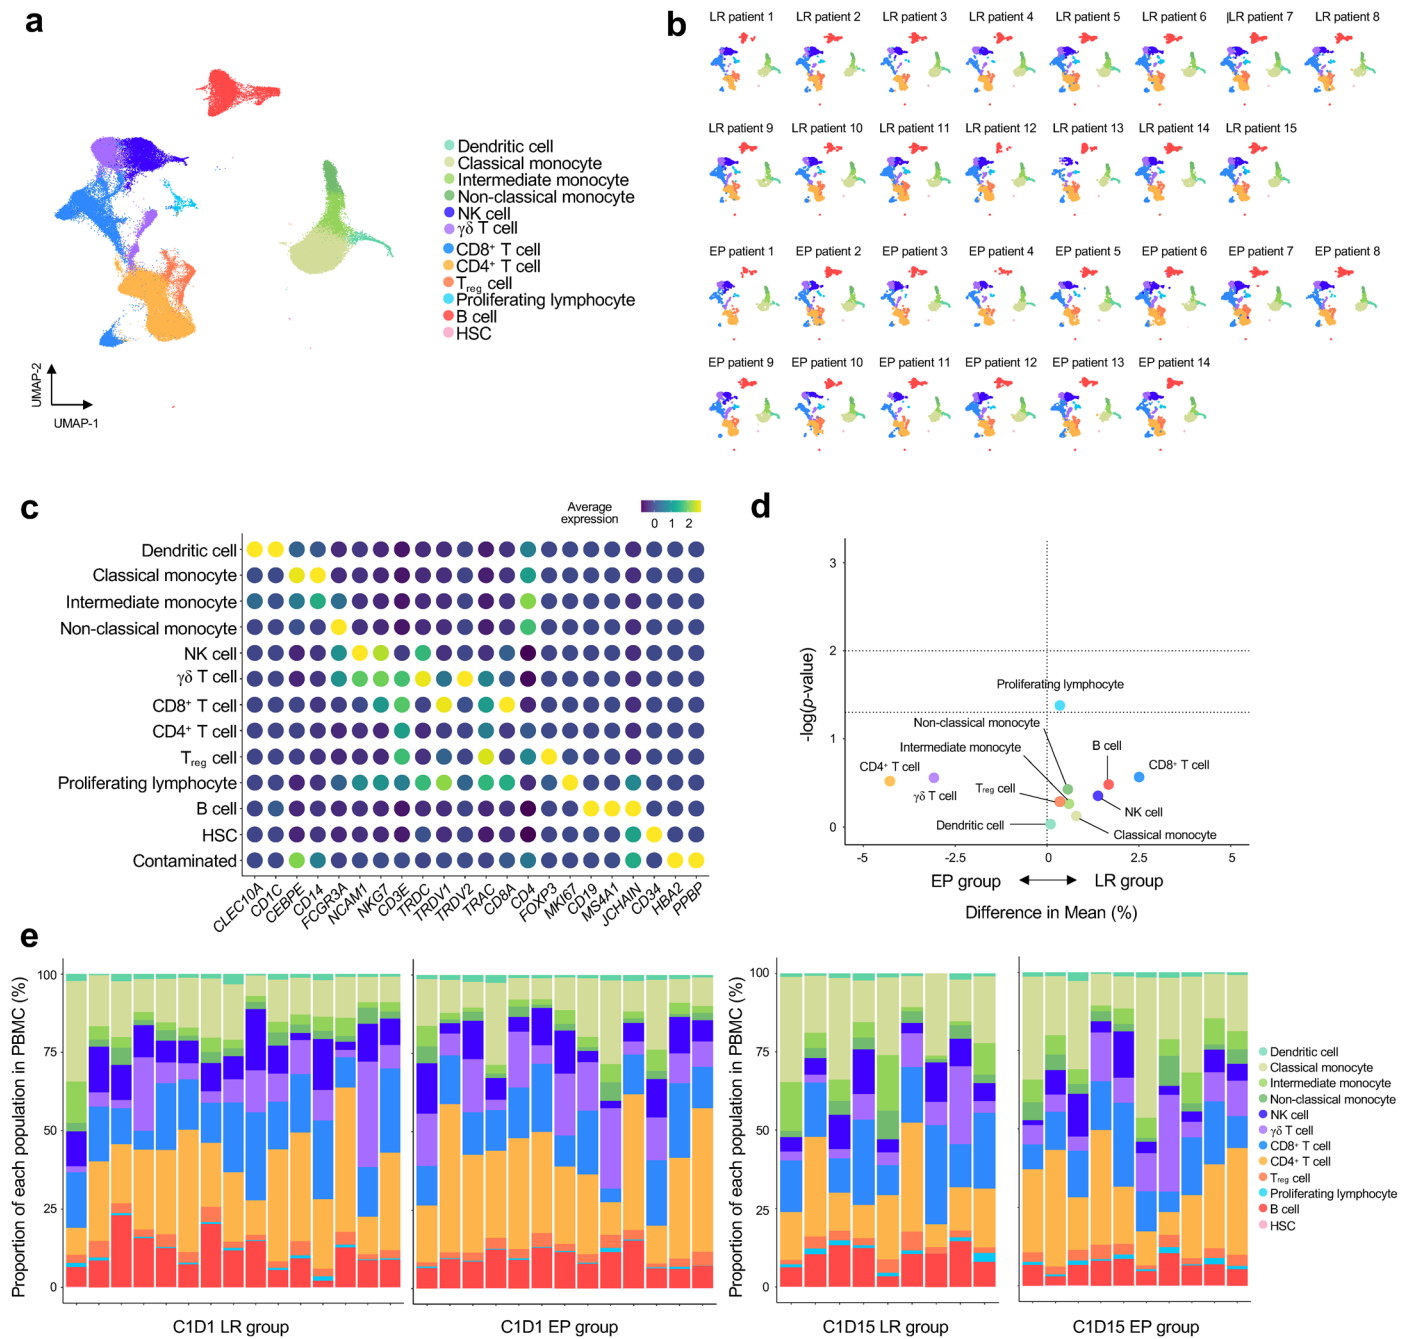 a
Dendritic cell
Classical monocyte
Intermediate monocyte
Non-classical monocyte
NK cell
γδ T cell
CD8⁺ T cell
CD4⁺ T cell
Treg cell
Proliferating lymphocyte
B cell
HSC
UMAP-2
UMAP-1
b
LR patient 1 LR patient 2 LR patient 3 LR patient 4 LR patient 5 LR patient 6 |LR patient 7 LR patient 8
LR patient 9 LR patient 10 LR patient 11 LR patient 12 LR patient 13 LR patient 14 LR patient 15
EP patient 1 EP patient 2 EP patient 3 EP patient 4 EP patient 5 EP patient 6 EP patient 7 EP patient 8
EP patient 9 EP patient 10 EP patient 11 EP patient 12 EP patient 13 EP patient 14
c
Average
expression
0 1 2
Dendritic cell
Classical monocyte
Intermediate monocyte
Non-classical monocyte
NK cell
γδ T cell
CD8⁺ T cell
CD4⁺ T cell
Treg cell
Proliferating lymphocyte
B cell
HSC
Contaminated
CLEC10A CD1C CEBPE CD14 FCGR3A NCAM1 NKG7 CD3E TRDC TRDV1 TRDV2 TRAC CD8A CD4 FOXP3 MKI67 CD19 MS4A1 JCHAIN CD34 HBA2 PPBP
d
-log(p-value)
3
2
1
0
Proliferating lymphocyte
Non-classical monocyte
Intermediate monocyte
B cell
CD4⁺ T cell
CD8⁺ T cell
γδ T cell
Treg cell
NK cell
Dendritic cell
Classical monocyte
-5 -2.5 0 2.5 5
EP group LR group
Difference in Mean (%)
e
Proportion of each population in PBMC (%)
100
75
50
25
0
C1D1 LR group
C1D1 EP group
Proportion of each population in PBMC (%)
100
75
50
25
0
C1D15 LR group
C1D15 EP group
Dendritic cell
Classical monocyte
Intermediate monocyte
Non-classical monocyte
NK cell
γδ T cell
CD8⁺ T cell
CD4⁺ T cell
Treg cell
Proliferating lymphocyte
B cell
HSC